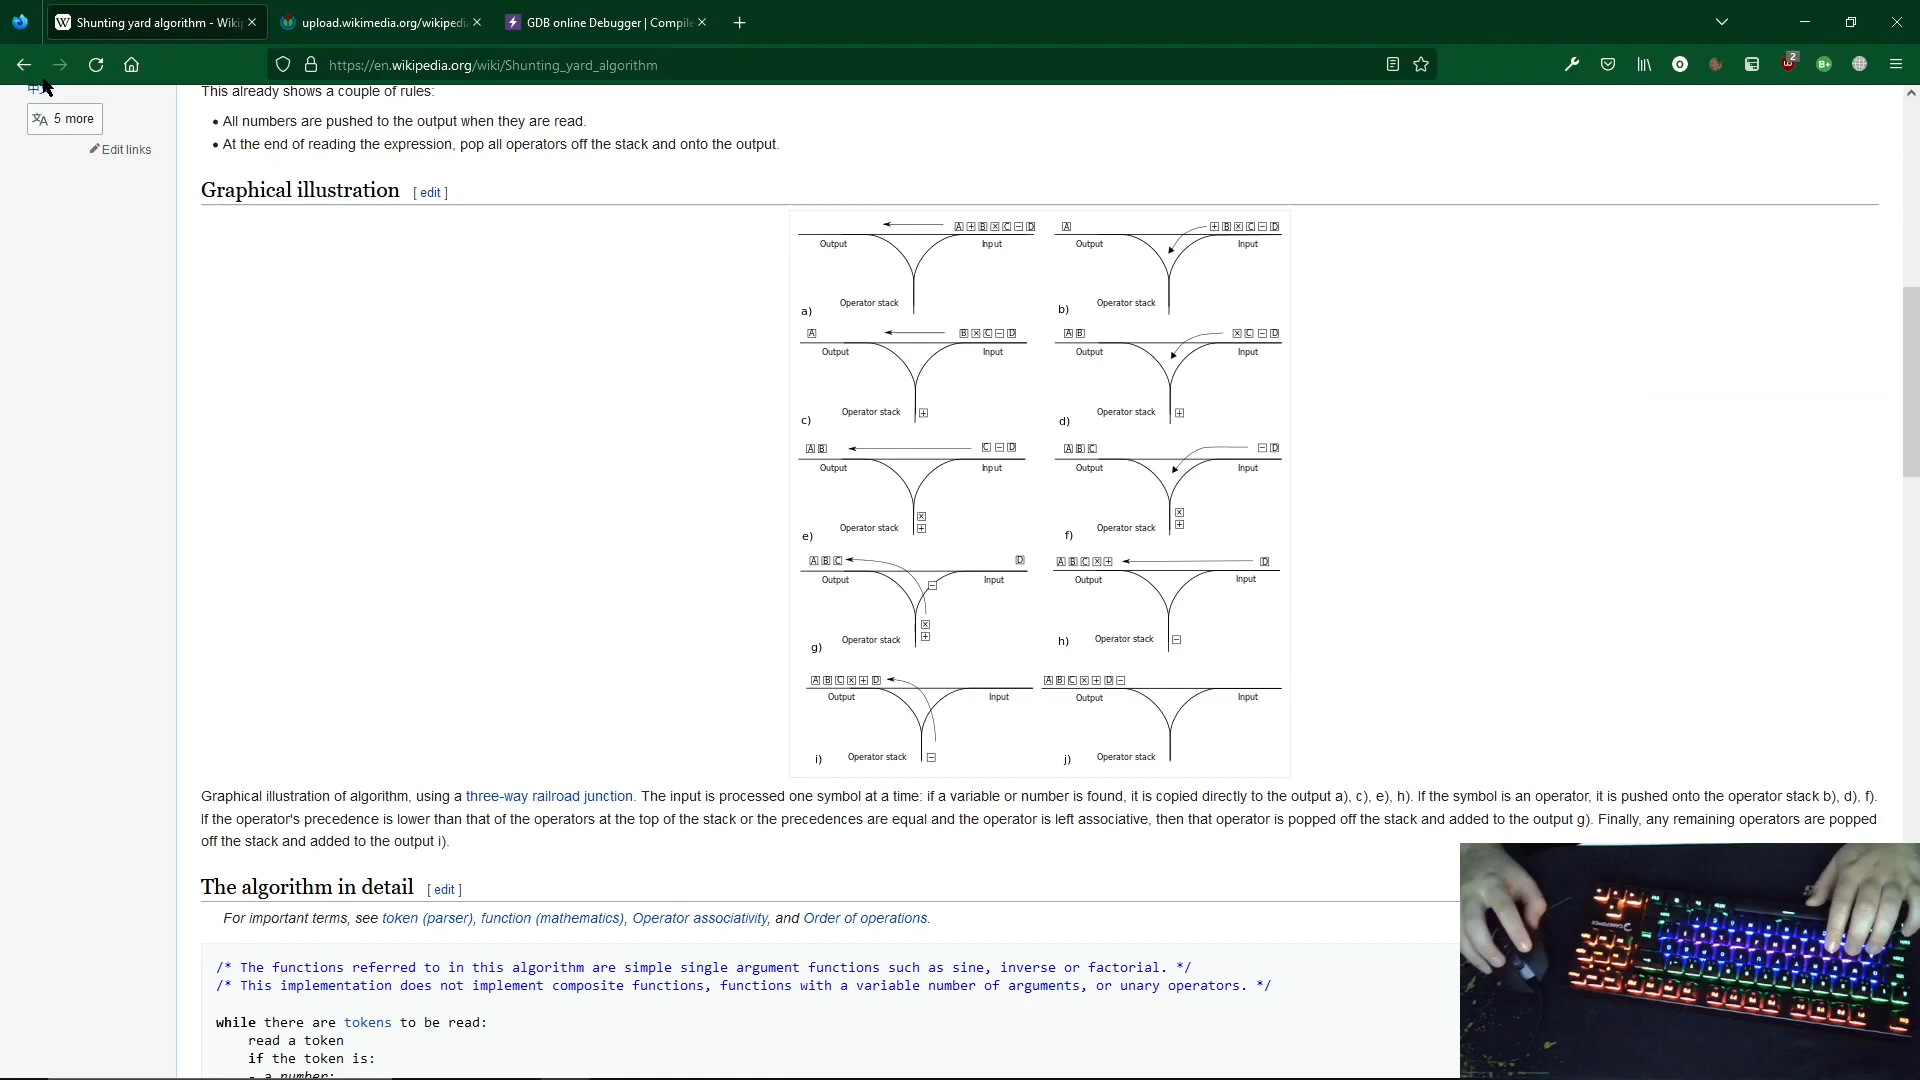 Shunting yard algorithm - Wiki
upload.wikimedia.org/wikipedi
GDB online Debugger | Compile
https://en.wikipedia.org/wiki/Shunting_yard_algorithm
2
B+
5 more
Edit links
This already shows a couple of rules:
• All numbers are pushed to the output when they are read.
• At the end of reading the expression, pop all operators off the stack and onto the output.
Graphical illustration [ edit ]
A + B × C − D
Output
Input
Operator stack
a)
A
+ B × C − D
Output
Input
Operator stack
b)
A
B × C − D
Output
Input
Operator stack
+
c)
A B
× C − D
Output
Input
Operator stack
+
d)
A B
C − D
Output
Input
×
Operator stack
+
e)
A B C
− D
Output
Input
×
Operator stack
+
f)
A B C
D
Output
Input
−
×
Operator stack
+
g)
A B C × +
D
Output
Input
Operator stack
−
h)
A B C × + D
Output
Input
Operator stack
−
i)
A B C × + D −
Output
Input
Operator stack
j)
Graphical illustration of algorithm, using a three-way railroad junction. The input is processed one symbol at a time: if a variable or number is found, it is copied directly to the output a), c), e), h). If the symbol is an operator, it is pushed onto the operator stack b), d), f).
If the operator's precedence is lower than that of the operators at the top of the stack or the precedences are equal and the operator is left associative, then that operator is popped off the stack and added to the output g). Finally, any remaining operators are popped
off the stack and added to the output i).
The algorithm in detail [ edit ]
For important terms, see token (parser), function (mathematics), Operator associativity, and Order of operations.
/* The functions referred to in this algorithm are simple single argument functions such as sine, inverse or factorial. */
/* This implementation does not implement composite functions, functions with a variable number of arguments, or unary operators. */
while there are tokens to be read:
read a token
if the token is:
- a number: